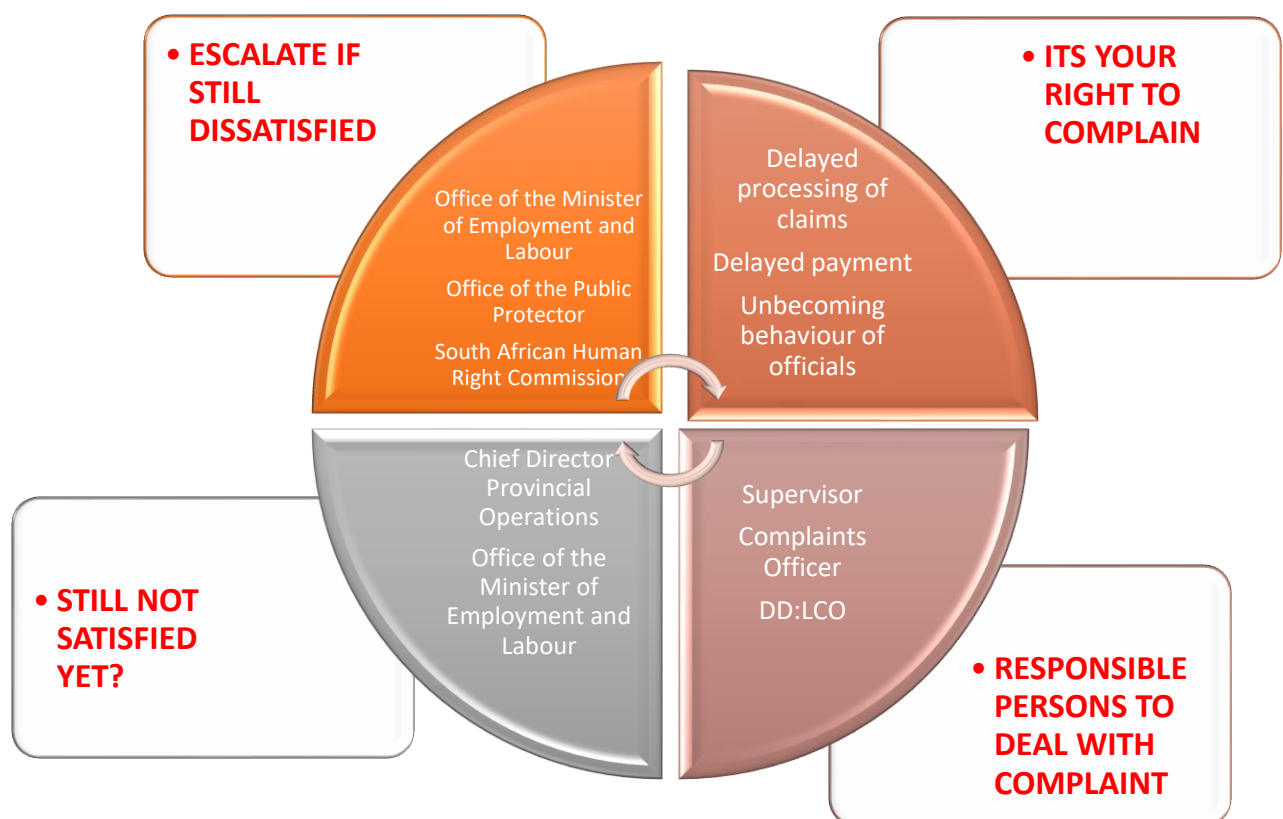 • ESCALATE IF
STILL
DISSATISFIED
• ITS YOUR
RIGHT TO
COMPLAIN
Office of the Minister
of Employment and
Labour
Office of the Public
Protector
South African Human
Right Commission
Delayed
processing of
claims
Delayed payment
Unbecoming
behaviour of
officials
Chief Director
Provincial
Operations
Office of the
Minister of
Employment and
Labour
Supervisor
Complaints
Officer
DD:LCO
• STILL NOT
SATISFIED
YET?
• RESPONSIBLE
PERSONS TO
DEAL WITH
COMPLAINT